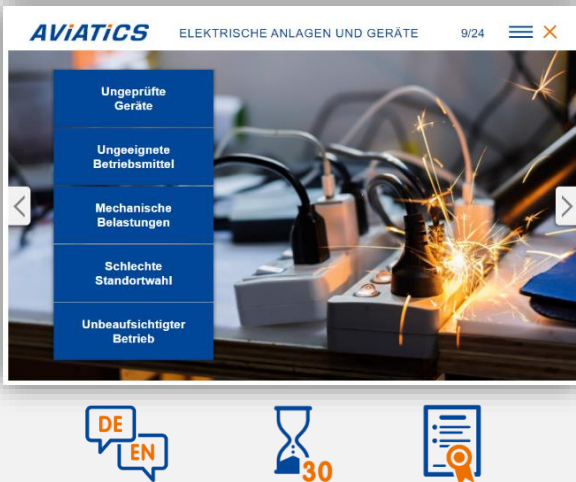 AViATiCS ELEKTRISCHE ANLAGEN UND GERÄTE 9/24
Ungeprüfte
Geräte
Ungeeignete
Betriebsmittel
Mechanische
Belastungen
Schlechte
Standortwahl
Unbeaufsichtigter
Betrieb
DE
EN
30